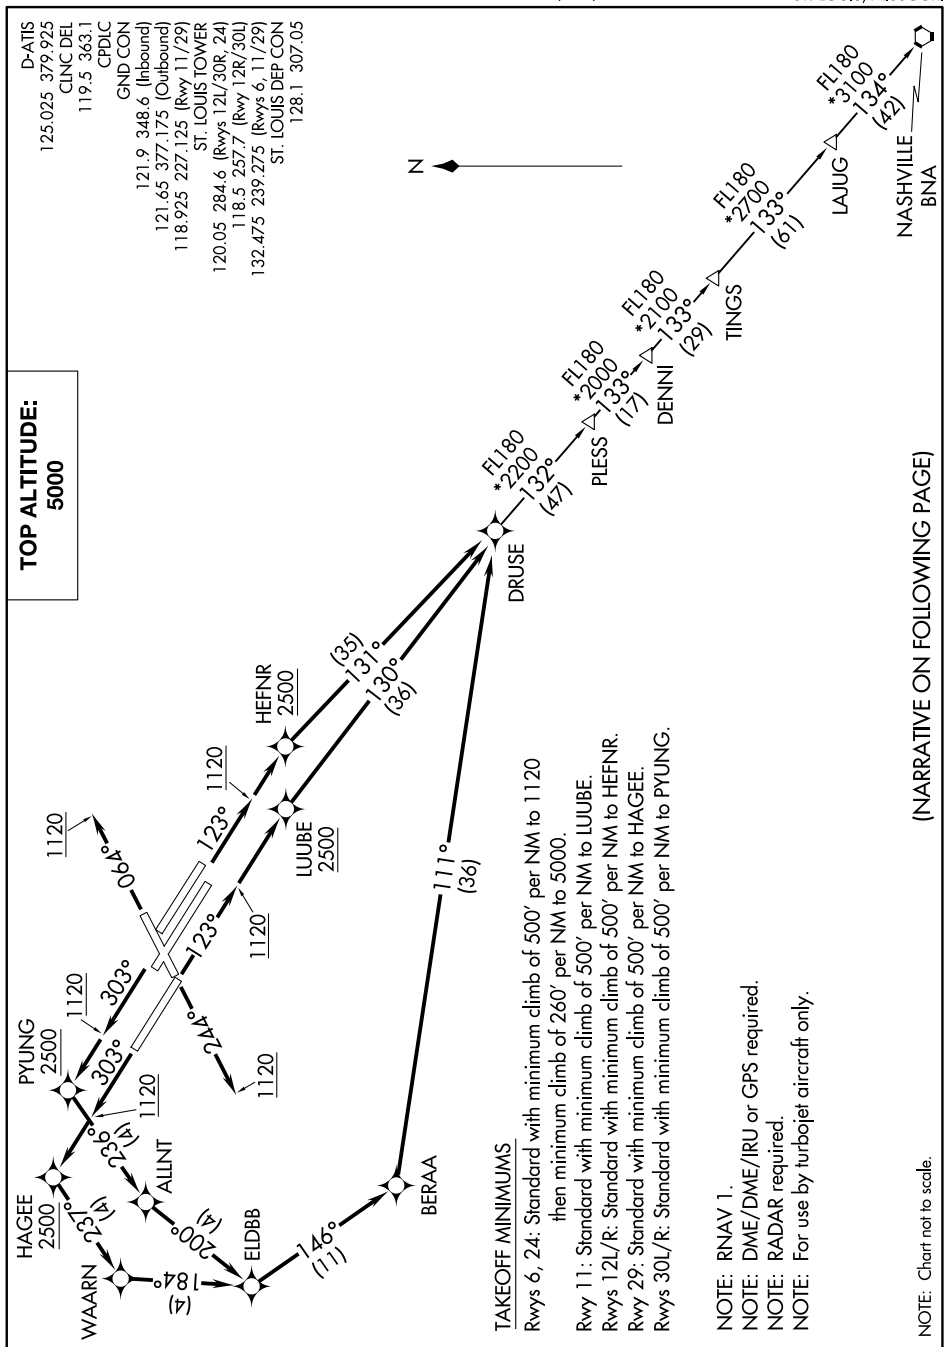 TOP ALTITUDE:
5000
D-ATIS
125.025 379.925
CLNC DEL
119.5 363.1
CPDLC
GND CON
121.9 348.6 (Inbound)
121.65 377.175 (Outbound)
118.925 227.125 (Rwy 11/29)
ST. LOUIS TOWER
120.05 284.6 (Rwys 12L/30R, 24)
118.5 257.7 (Rwy 12R/30L)
132.475 239.275 (Rwys 6, 11/29)
ST. LOUIS DEP CON
128.1 307.05
N
HAGEE
2500
PYUNG
2500
1120
1120
1120
1120
1120
1120
303°
303°
064°
244°
123°
123°
237°
(4)
236°
(4)
WAARN
ALLNT
184°
(4)
200°
(4)
ELDBB
146°
(11)
BERAA
111°
(36)
HEFNR
2500
LUUBE
2500
(35)
131°
130°
(36)
DRUSE
FL180
*2200
132°
(47)
PLESS
FL180
*2000
133°
(17)
DENNI
FL180
*2100
133°
(29)
TINGS
FL180
*2700
133°
(61)
LAJUG
FL180
*3100
134°
(42)
NASHVILLE
BNA
TAKEOFF MINIMUMS
Rwys 6, 24: Standard with minimum climb of 500' per NM to 1120
then minimum climb of 260' per NM to 5000.
Rwy 11: Standard with minimum climb of 500' per NM to LUUBE.
Rwys 12L/R: Standard with minimum climb of 500' per NM to HEFNR.
Rwy 29: Standard with minimum climb of 500' per NM to HAGEE.
Rwys 30L/R: Standard with minimum climb of 500' per NM to PYUNG.
NOTE: RNAV 1.
NOTE: DME/DME/IRU or GPS required.
NOTE: RADAR required.
NOTE: For use by turbojet aircraft only.
(NARRATIVE ON FOLLOWING PAGE)
NOTE: Chart not to scale.